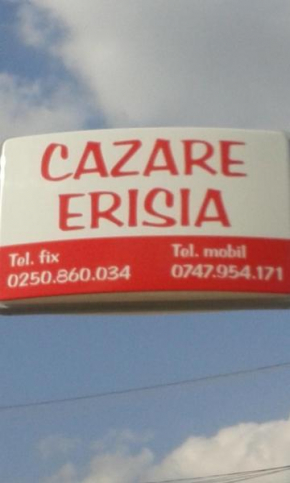 CAZARE
ERISIA
Tel. fix Tel. mobil
0250.860.034 0747.954.171